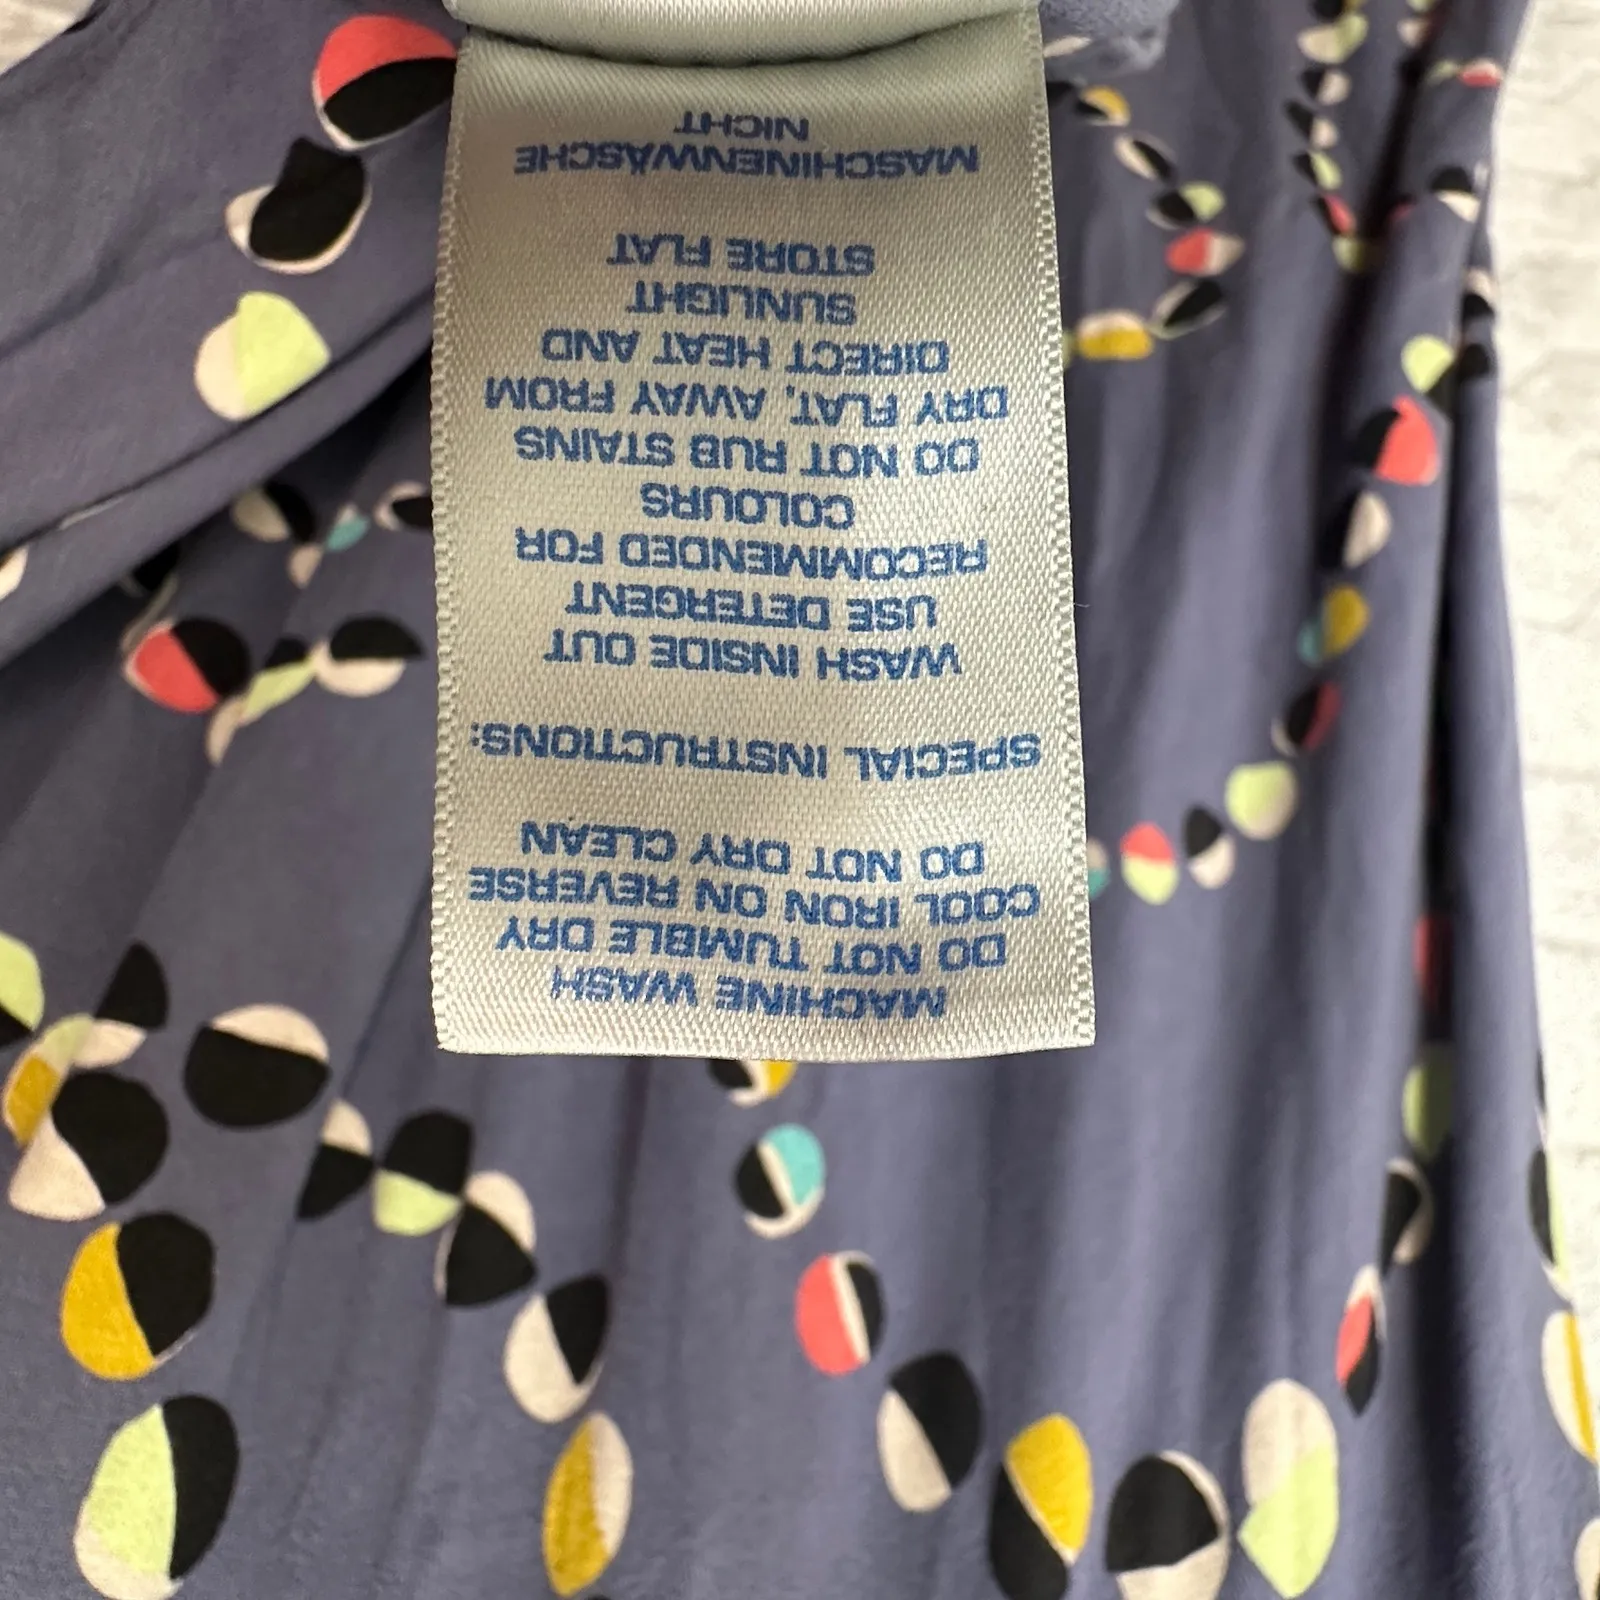 MACHINE WASH
DO NOT TUMBLE DRY
COOL IRON ON REVERSE
DO NOT DRY CLEAN
SPECIAL INSTRUCTIONS:
WASH INSIDE OUT
USE DETERGENT
RECOMMENDED FOR
COLOURS
DO NOT RUB STAINS
DRY FLAT, AWAY FROM
DIRECT HEAT AND
SUNLIGHT
STORE FLAT
MASCHINENWÄSCHE
NICHT